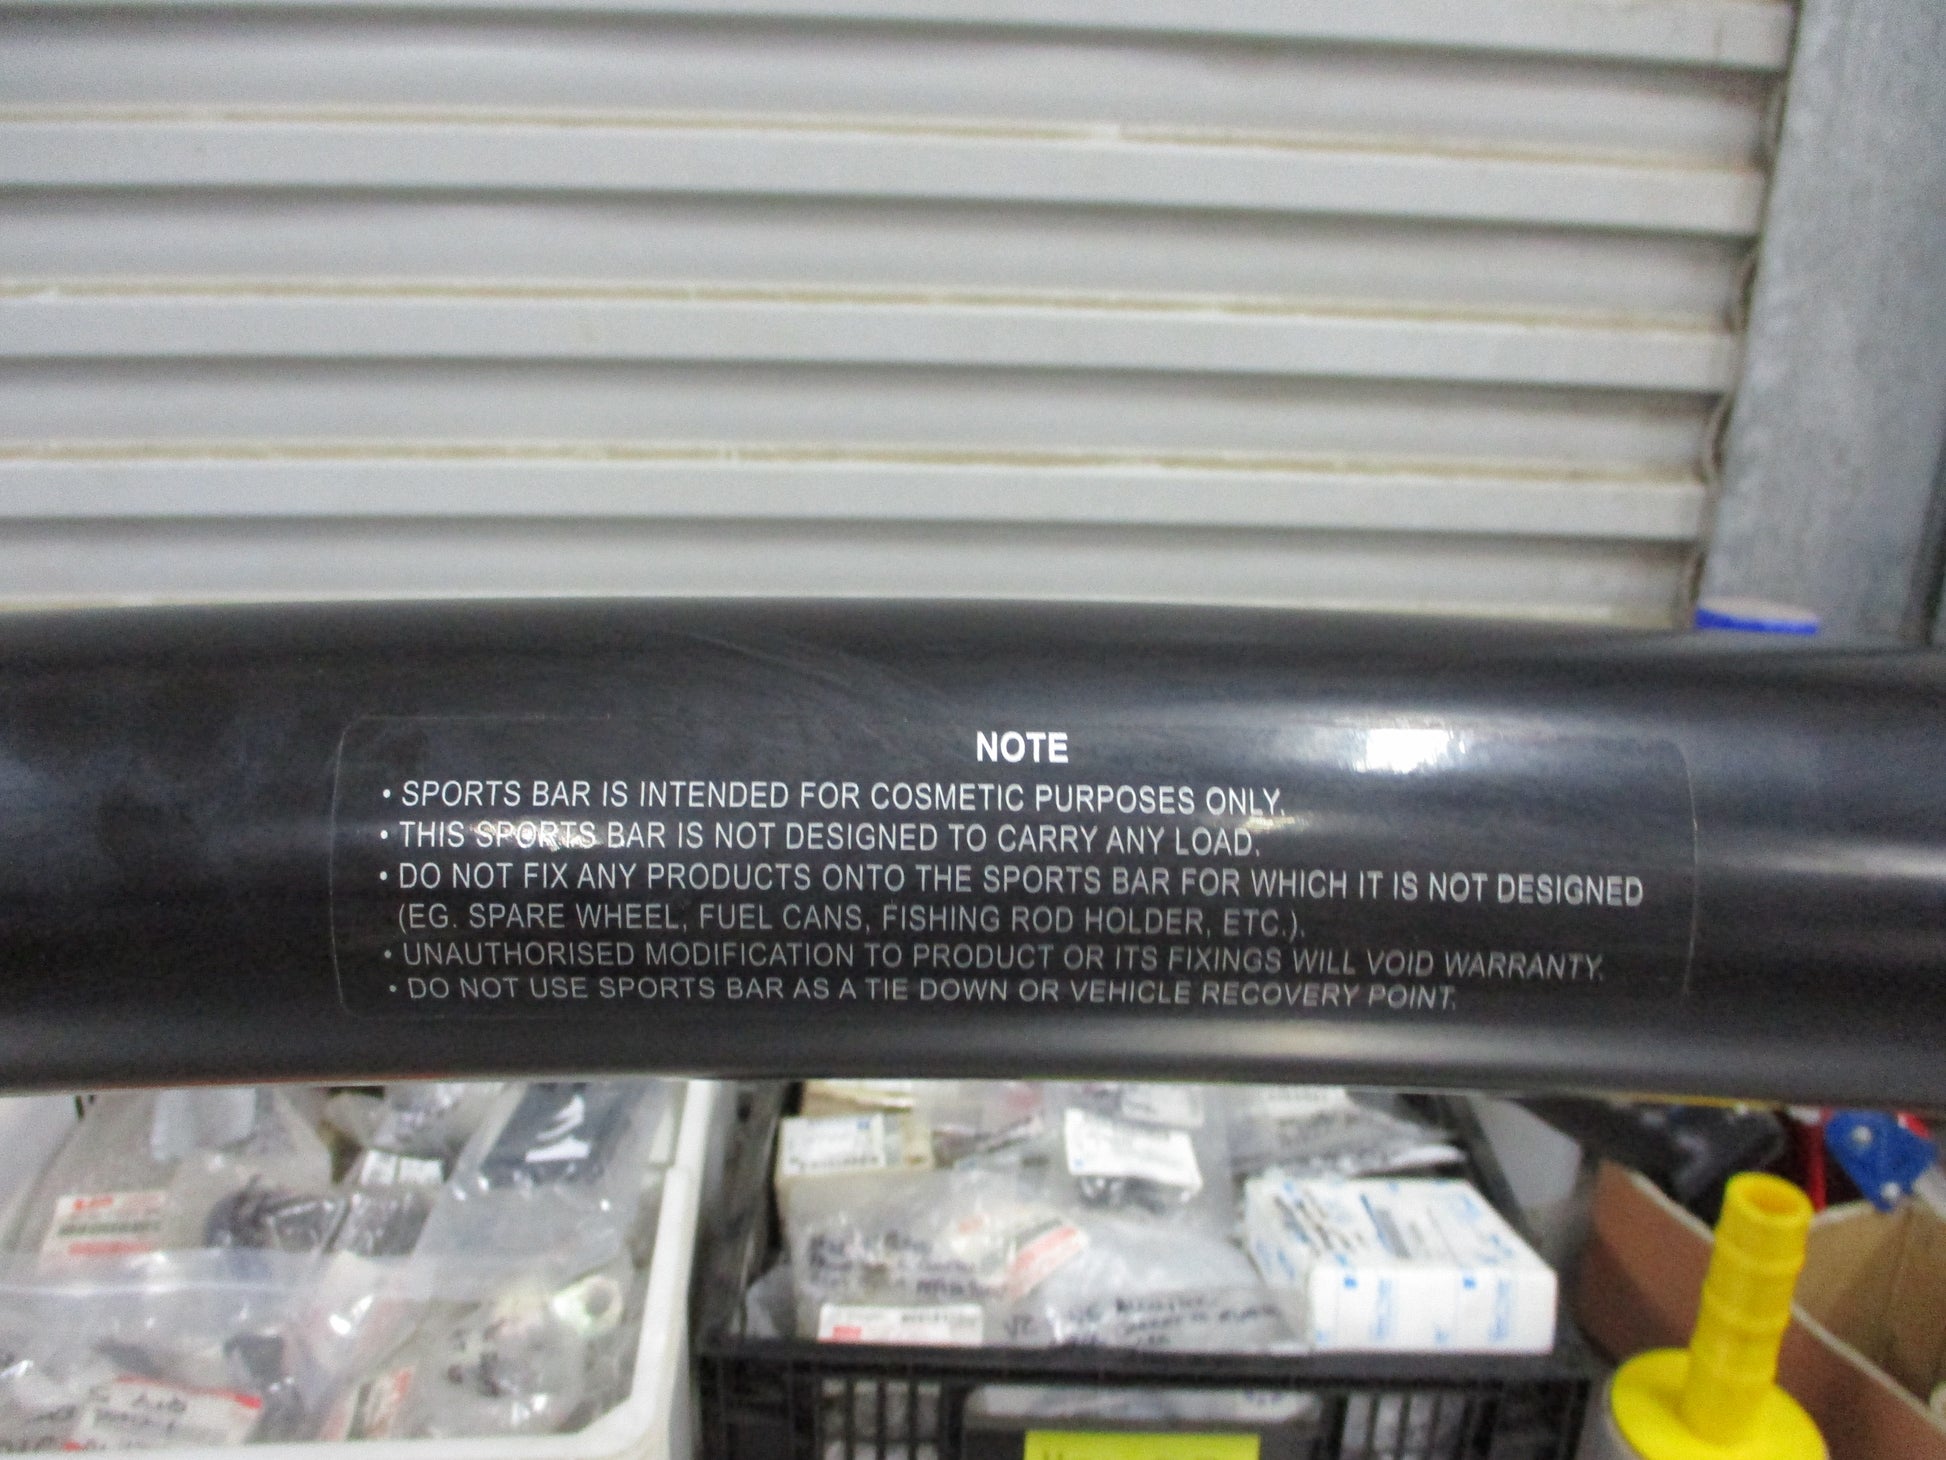 NOTE
• SPORTS BAR IS INTENDED FOR COSMETIC PURPOSES ONLY.
• THIS SPORTS BAR IS NOT DESIGNED TO CARRY ANY LOAD.
• DO NOT FIX ANY PRODUCTS ONTO THE SPORTS BAR FOR WHICH IT IS NOT DESIGNED
(EG. SPARE WHEEL, FUEL CANS, FISHING ROD HOLDER, ETC.).
• UNAUTHORISED MODIFICATION TO PRODUCT OR ITS FIXINGS WILL VOID WARRANTY.
• DO NOT USE SPORTS BAR AS A TIE DOWN OR VEHICLE RECOVERY POINT.